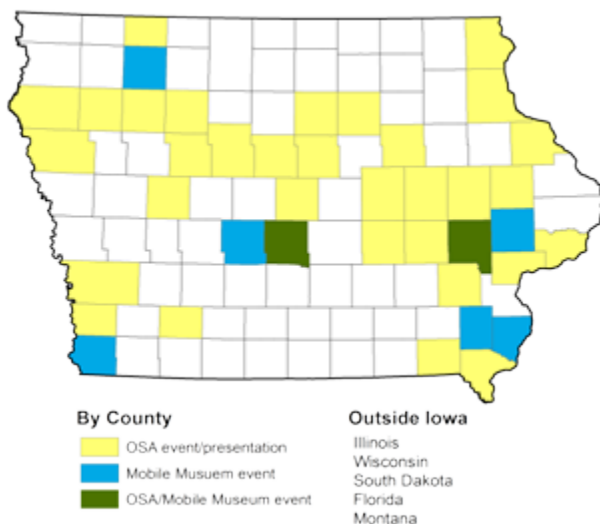 By County
OSA event/presentation
Mobile Musuem event
OSA/Mobile Museum event
Outside Iowa
Illinois
Wisconsin
South Dakota
Florida
Montana